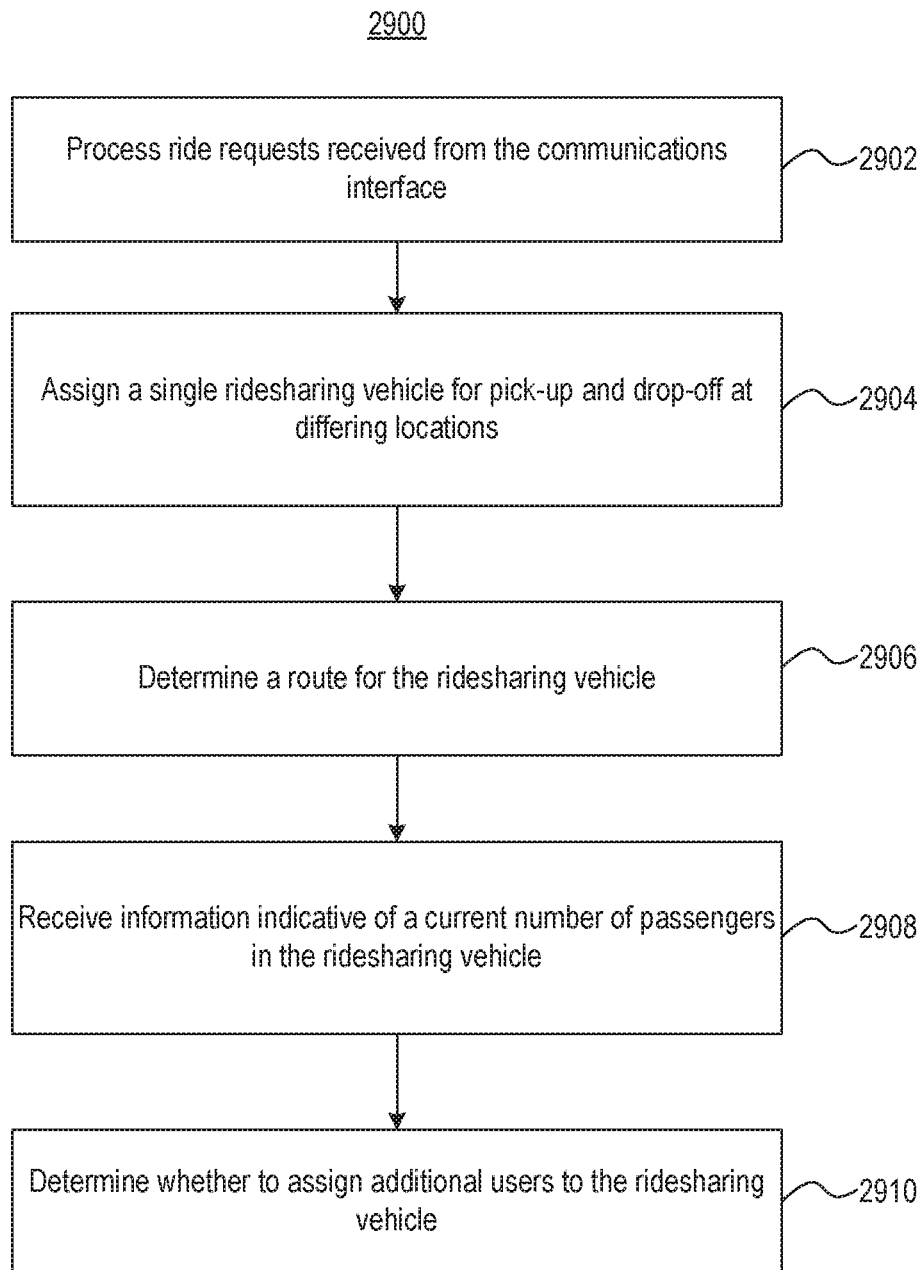 2900
Process ride requests received from the communications
interface
2902
Assign a single ridesharing vehicle for pick-up and drop-off at
differing locations
2904
Determine a route for the ridesharing vehicle
2906
Receive information indicative of a current number of passengers
in the ridesharing vehicle
2908
Determine whether to assign additional users to the ridesharing
vehicle
2910